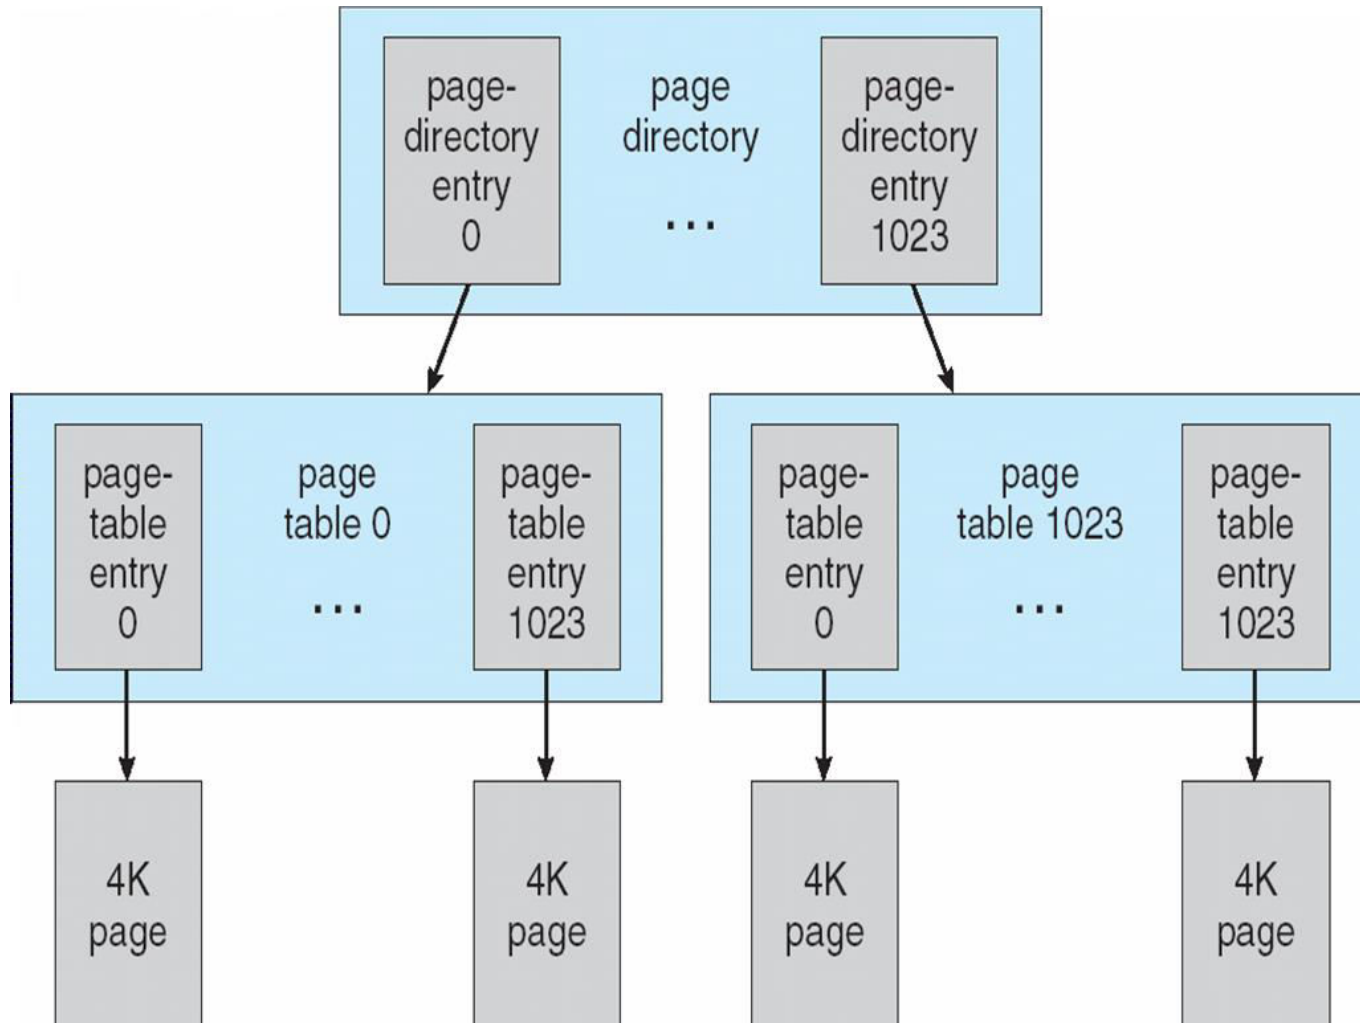 page-
directory
entry
0
page
directory
...
page-
directory
entry
1023
page-
table
entry
0
page
table 0
...
page-
table
entry
1023
page-
table
entry
0
page
table 1023
...
page-
table
entry
1023
4K
page
4K
page
4K
page
4K
page